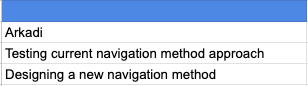 Arkadi
Testing current navigation method approach
Designing a new navigation method